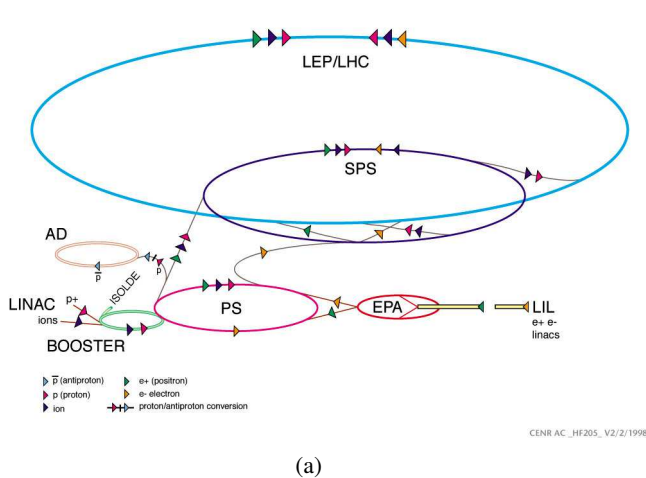 LEP/LHC
SPS
AD
p
p̅
ISOLDE
LINAC
p+
ions
BOOSTER
PS
EPA
LIL
e+ e-
linacs
p̅ (antiproton)
p (proton)
ion
e+ (positron)
e- electron
proton/antiproton conversion
CENR AC _HF205_ V2/2/1998
(a)